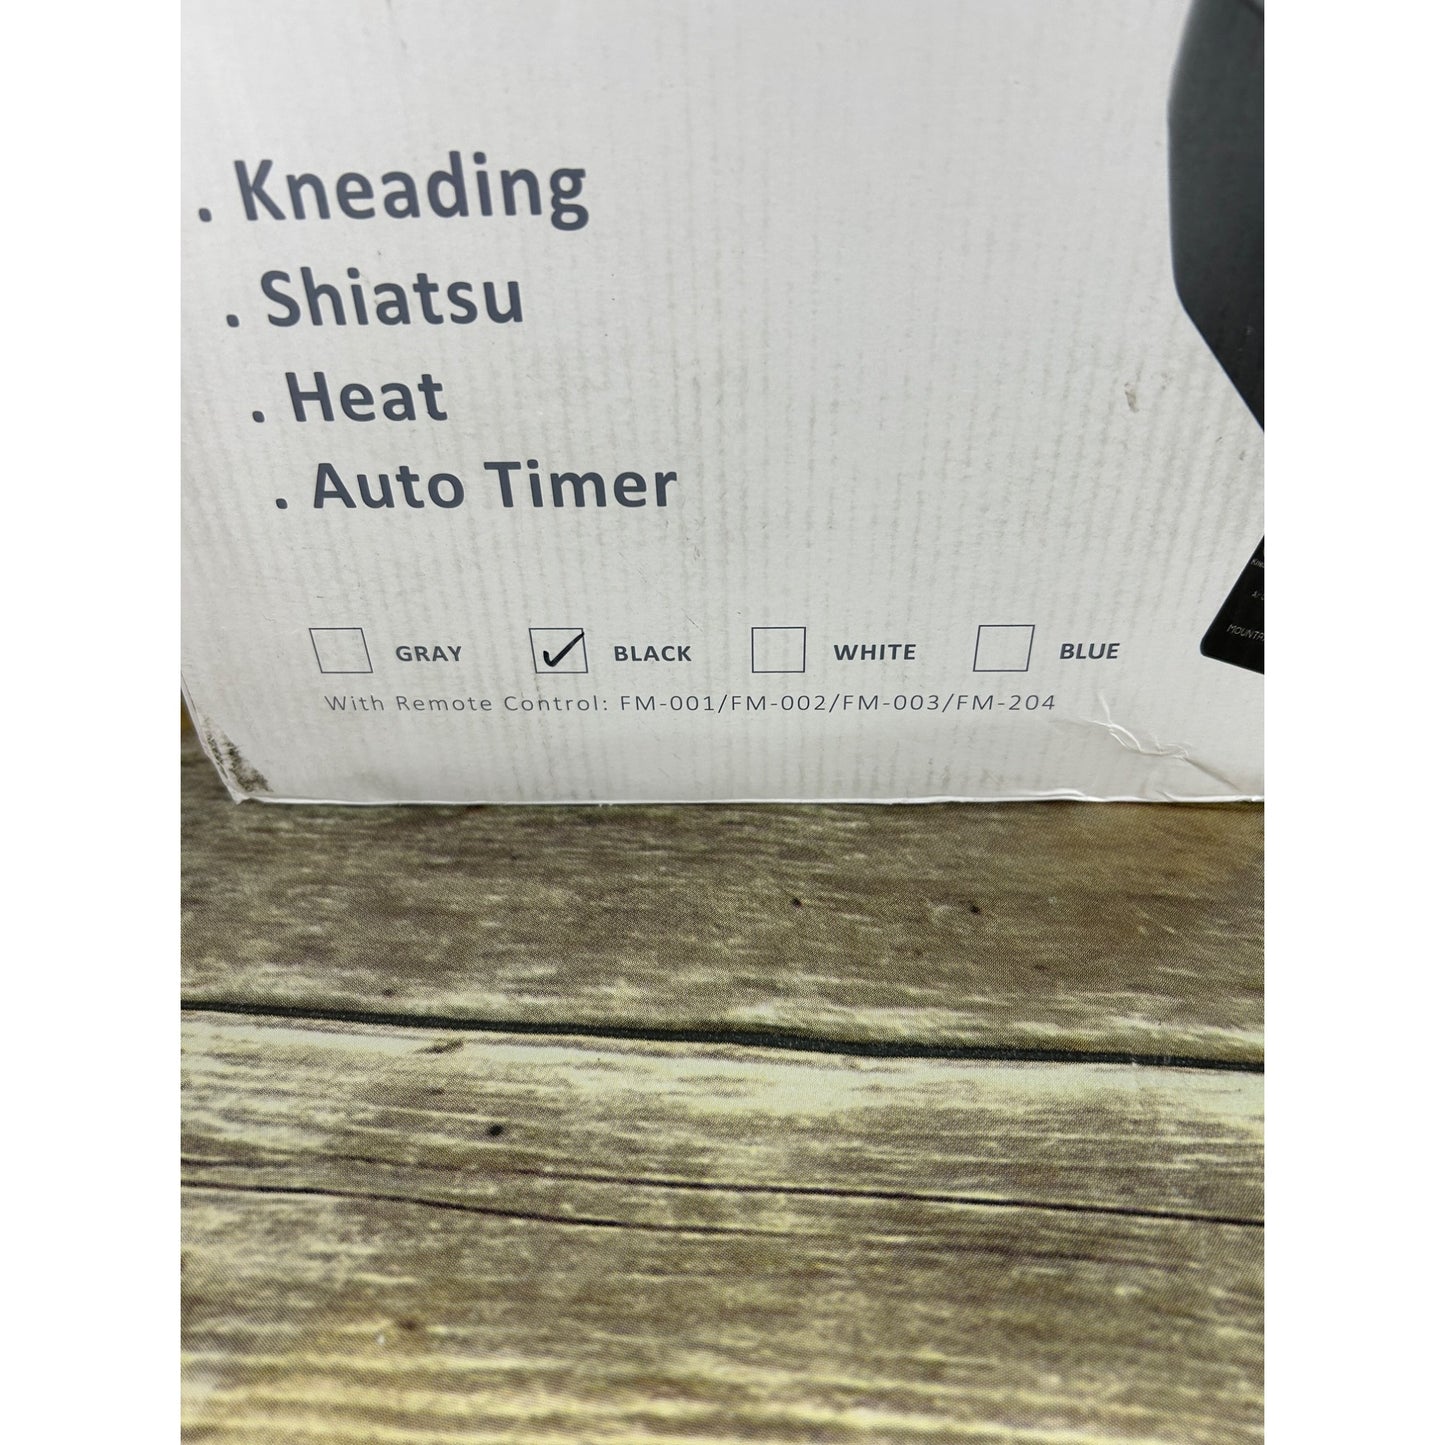 . Kneading
. Shiatsu
. Heat
. Auto Timer
GRAY ✓ BLACK WHITE BLUE
With Remote Control: FM-001/FM-002/FM-003/FM-204